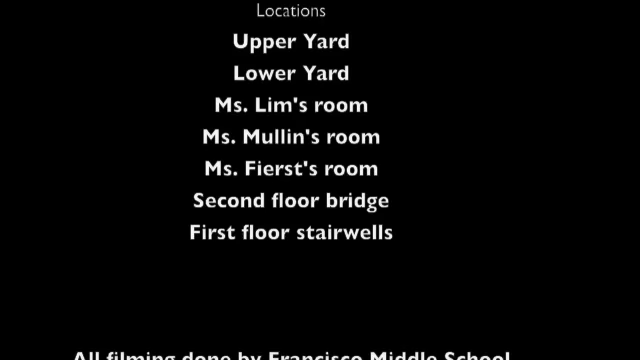 Locations
Upper Yard
Lower Yard
Ms. Lim's room
Ms. Mullin's room
Ms. Fierst's room
Second floor bridge
First floor stairwells
All filming done by Francisco Middle School